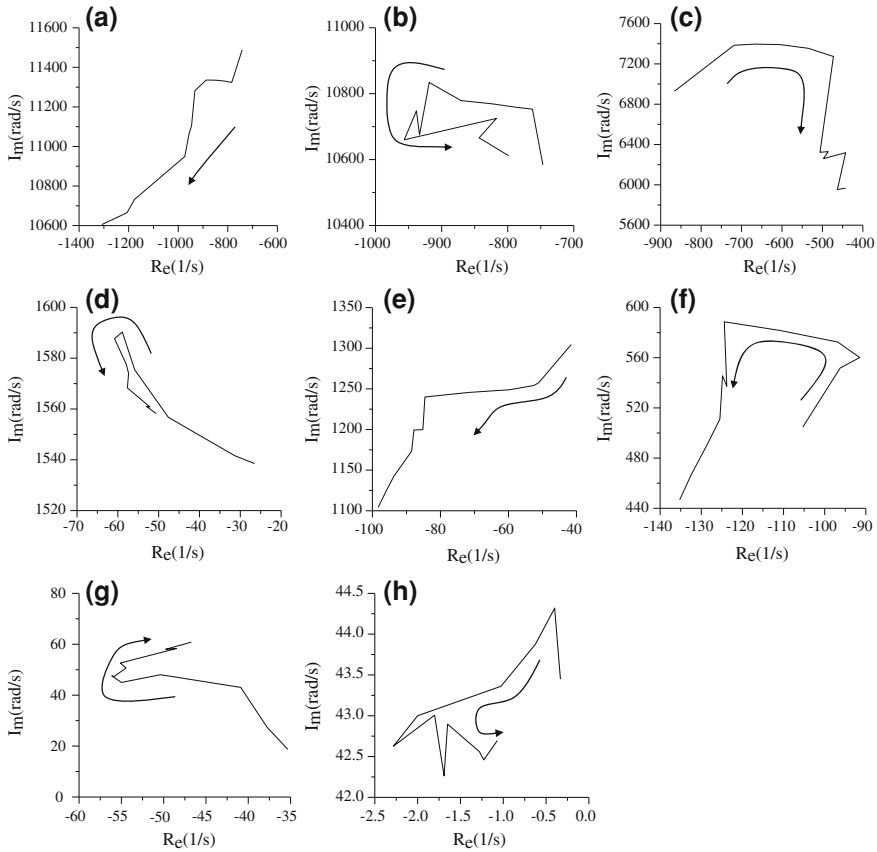 (a) (b) (c)
11600 11000 7600
11400 7200
11200 10800 6800
11000 6400
10800 10600 6000
10600 10400 5600
-1400 -1200 -1000 -800 -600 -1000 -900 -800 -700 -900 -800 -700 -600 -500 -400
Im(rad/s) Im(rad/s) Im(rad/s)
Re(1/s) Re(1/s) Re(1/s)
(d) (e) (f)
1600 1350 600
1580 1300 560
1560 1250 520
1540 1200 480
1520 1150 440
1100
-70 -60 -50 -40 -30 -20 -100 -80 -60 -40 -140 -130 -120 -110 -100 -90
Im(rad/s) Im(rad/s) Im(rad/s)
Re(1/s) Re(1/s) Re(1/s)
(g) (h)
80 44.5
60 44.0
40 43.5
20 43.0
0 42.5
42.0
-60 -55 -50 -45 -40 -35 -2.5 -2.0 -1.5 -1.0 -0.5 0.0
Im(rad/s) Im(rad/s)
Re(1/s) Re(1/s)